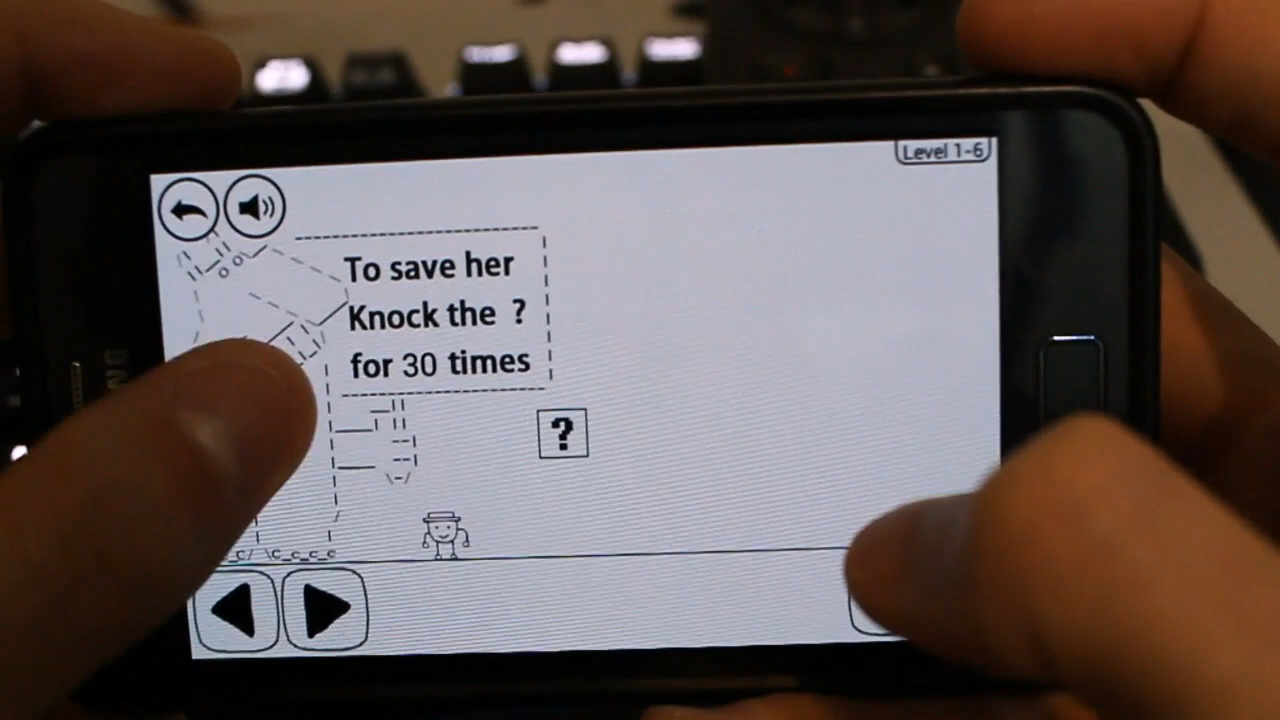 Level 1-6
To save her
Knock the ?
for 30 times
?